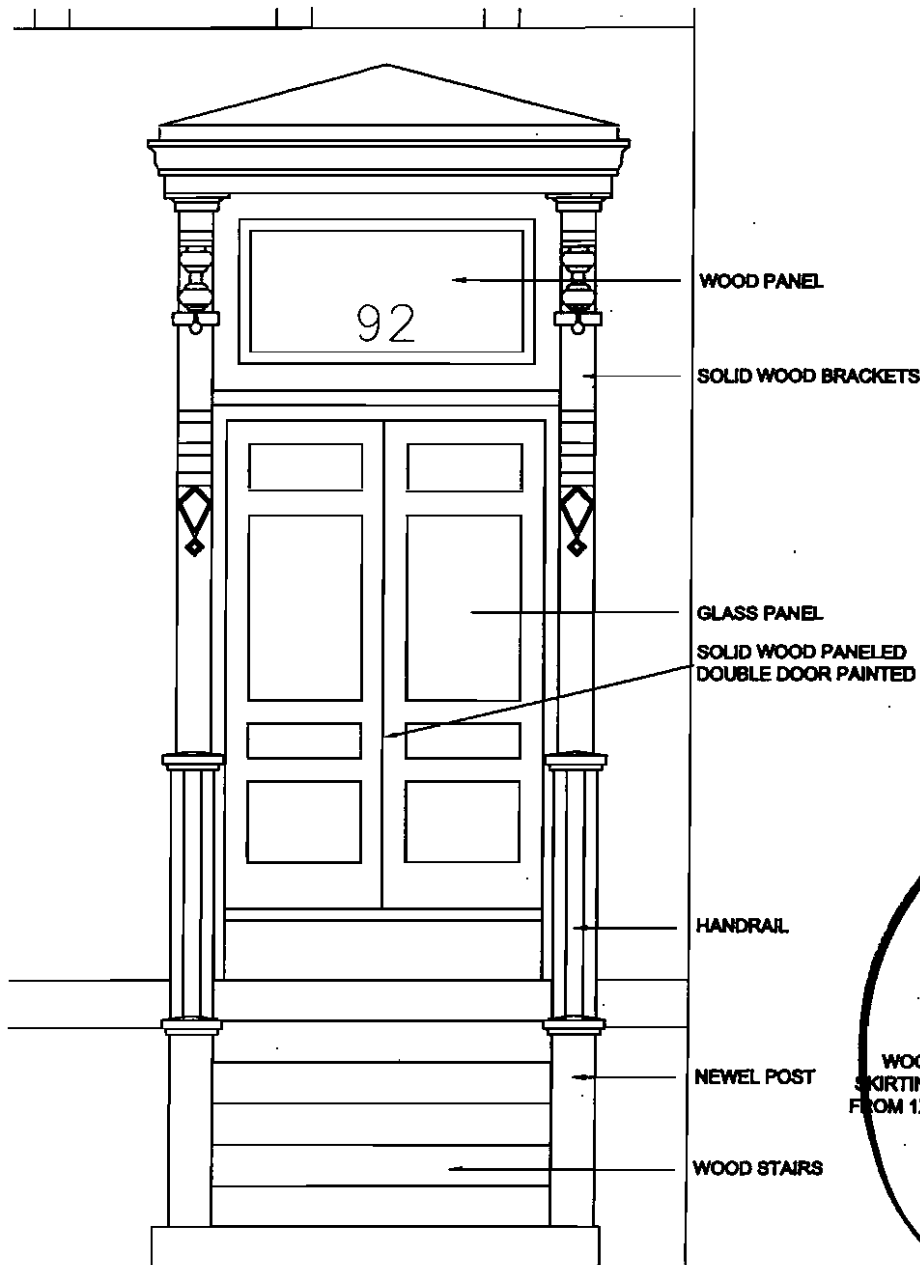 WOOD PANEL
92
SOLID WOOD BRACKETS
GLASS PANEL
SOLID WOOD PANELED
DOUBLE DOOR PAINTED
HANDRAIL
NEWEL POST
WOOD STAIRS
FROM